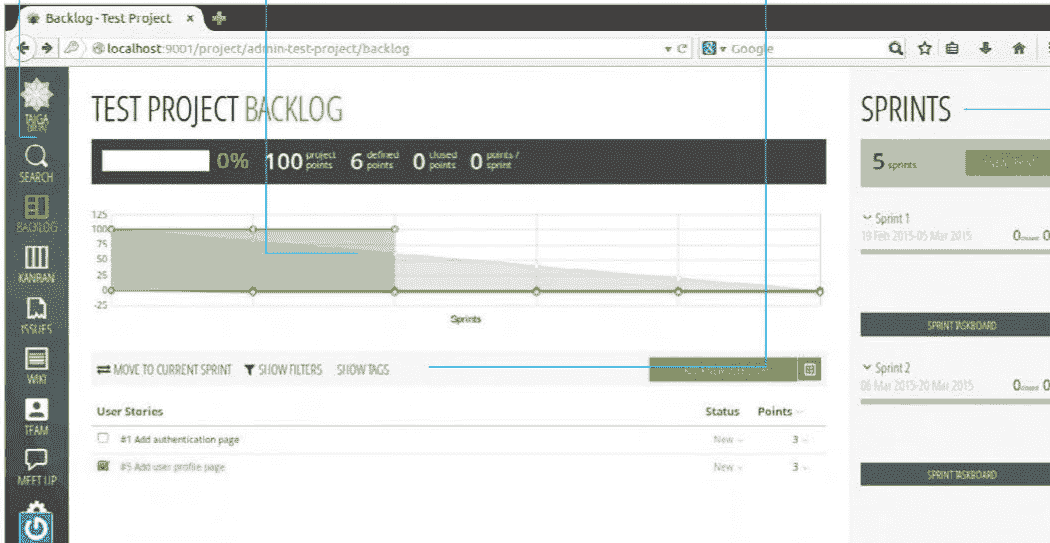 Backlog - Test Project x
localhost:9001/project/admin-test-project/backlog
Google
TAIGA
SEARCH
BACKLOG
KANBAN
ISSUES
WIKI
TEAM
MEET UP
TEST PROJECT BACKLOG
0% 100 project points 6 defined points 0 closed points 0 points / sprint
125
100
75
50
25
0
-25
Sprints
MOVE TO CURRENT SPRINT SHOW FILTERS SHOW TAGS
User Stories Status Points
#1 Add authentication page New 3
#5 Add user profile page New 3
SPRINTS
5 sprints
Sprint 1
19 Feb 2015-05 Mar 2015 0 closed 0
SPRINT TASKBOARD
Sprint 2
06 Mar 2015-20 Mar 2015 0 closed 0
SPRINT TASKBOARD